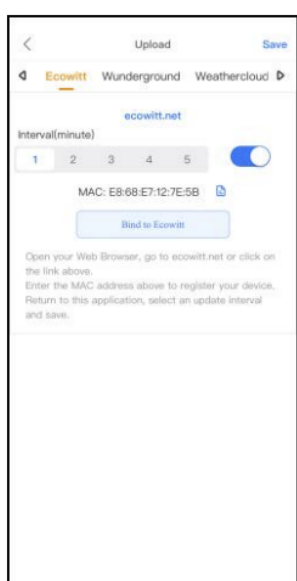 Upload Save
Ecowitt Wunderground Weathercloud
ecowitt.net
Interval(minute)
1 2 3 4 5
MAC: E8:68:E7:12:7E:5B
Bind to Ecowitt
Open your Web Browser, go to ecowitt.net or click on
the link above.
Enter the MAC address above to register your device.
Return to this application, select an update interval
and save.